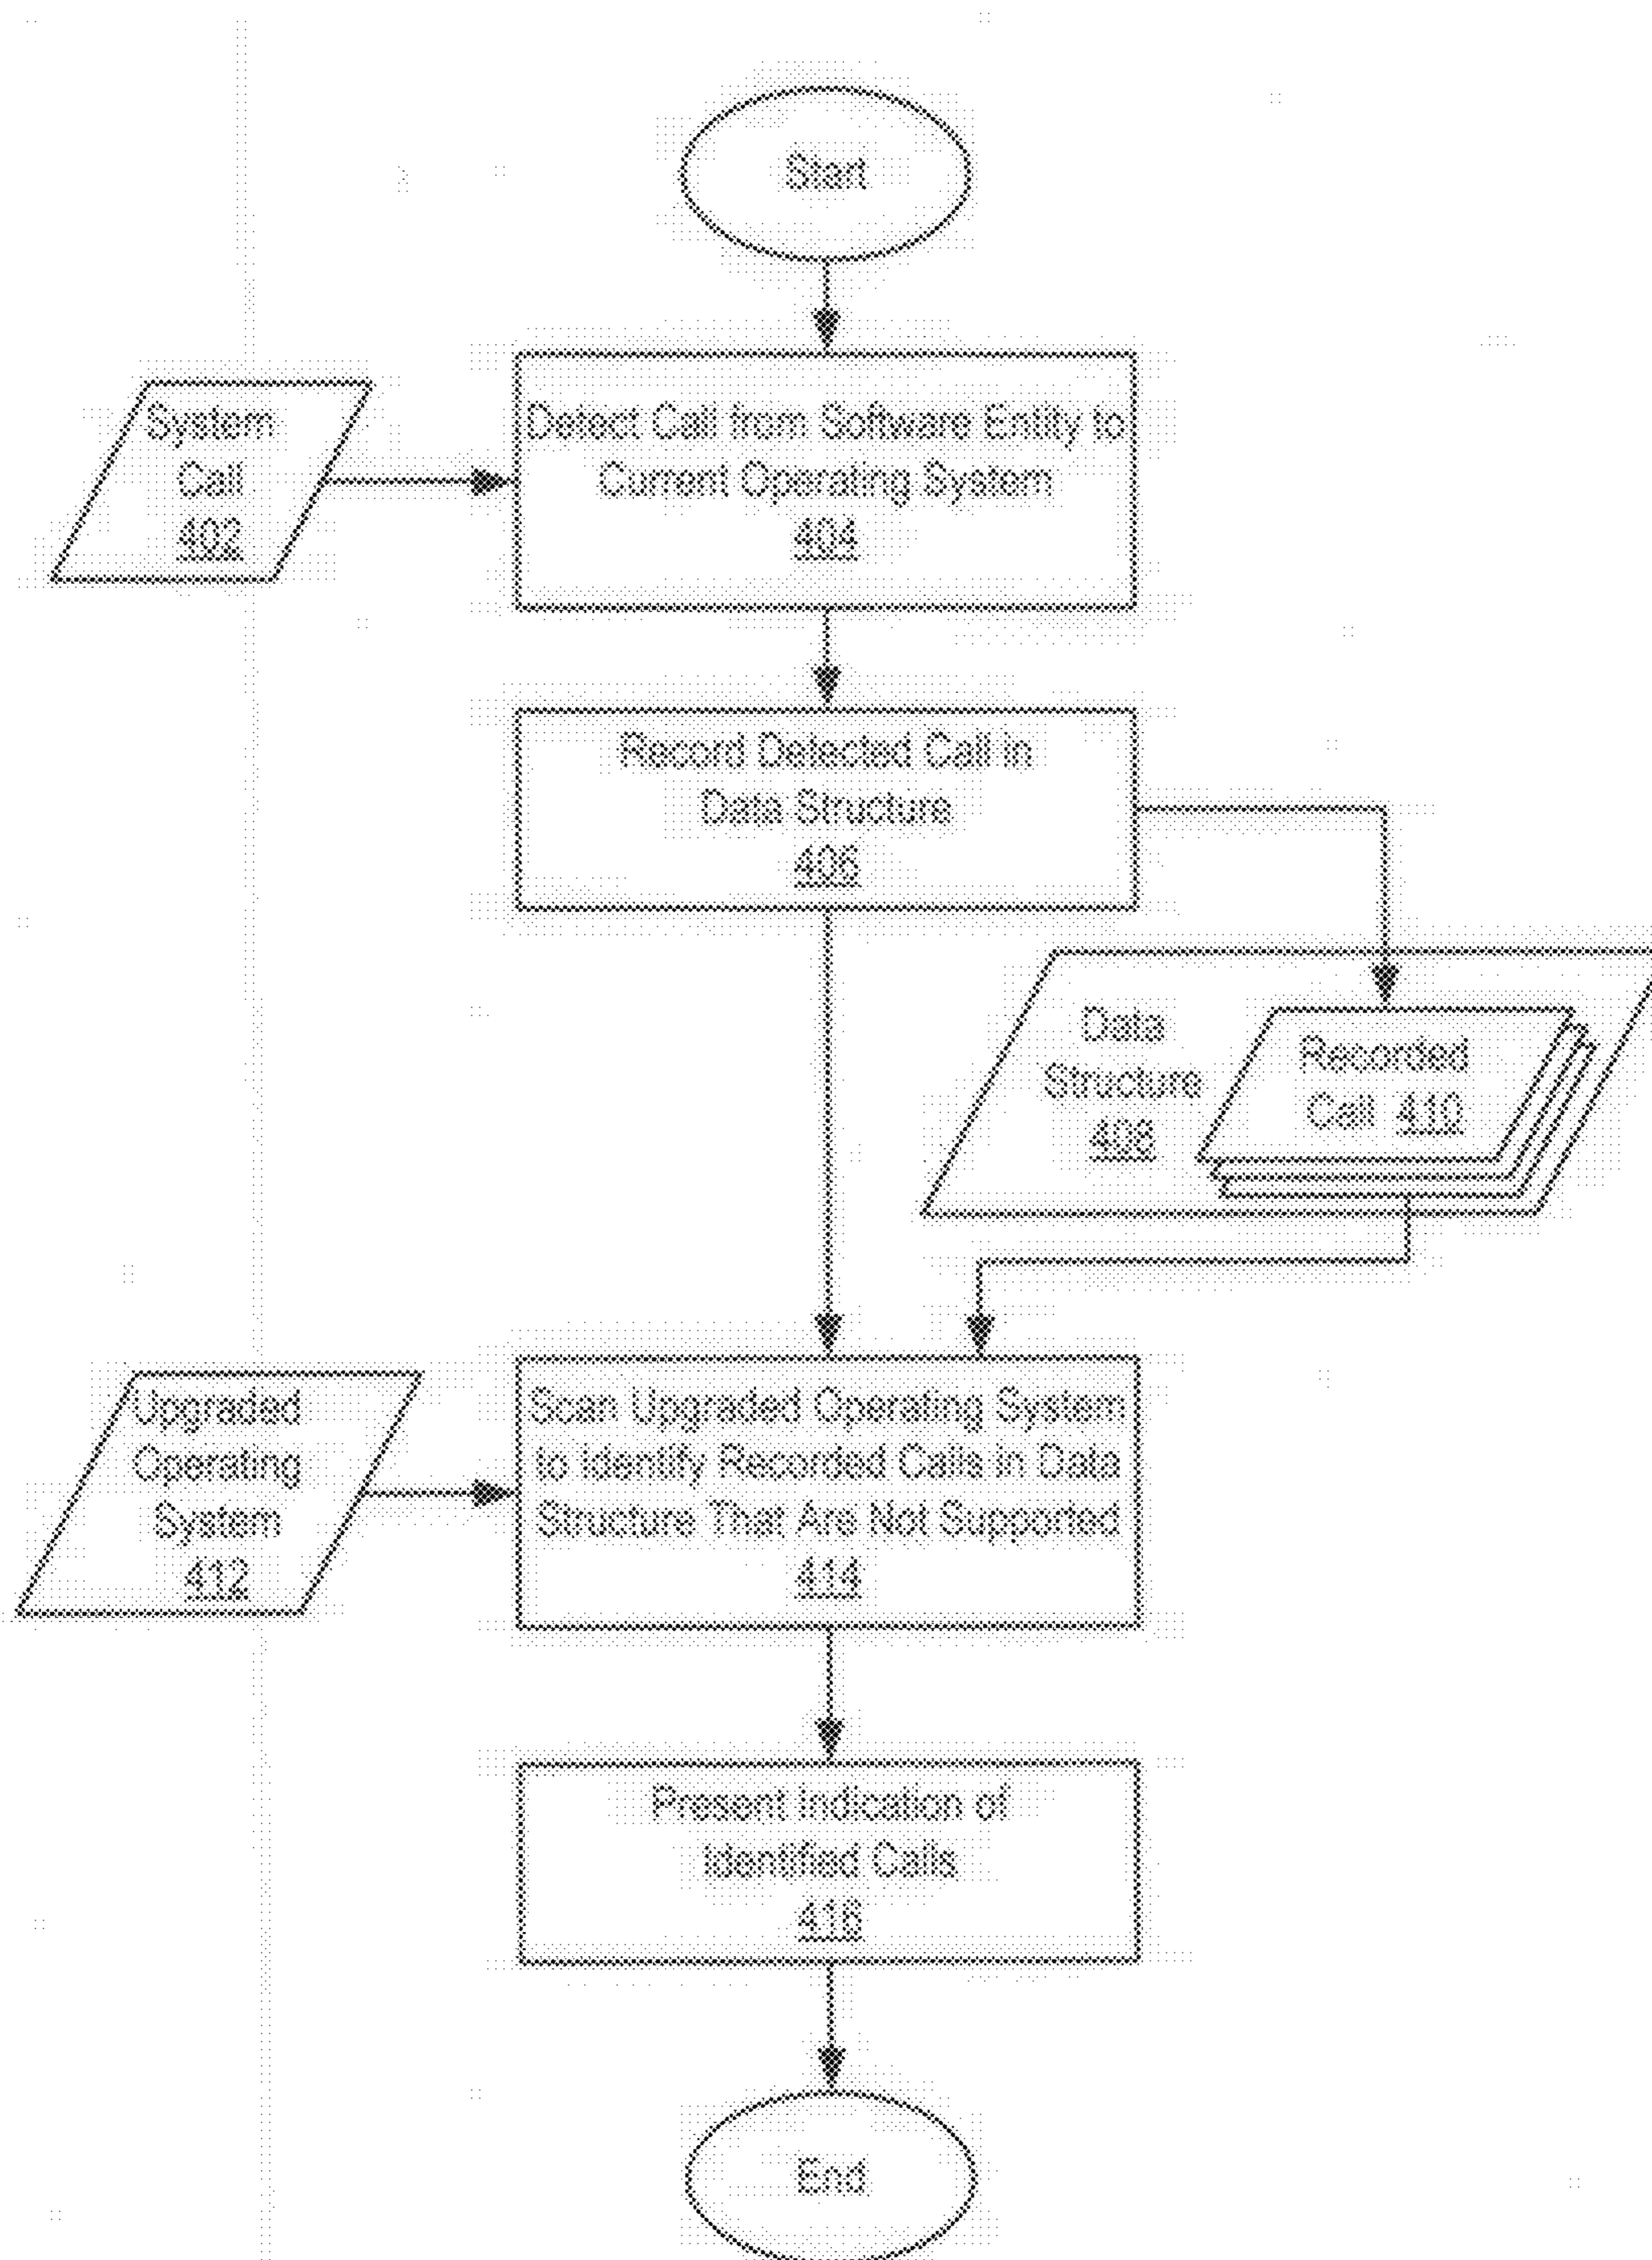 Start
System
Call
402
Detect Call from Software Entity to
Current Operating System
404
Record Detected Call in
Data Structure
406
Data
Structure
408
Recorded
Call 410
Upgraded
Operating
System
412
Scan Upgraded Operating System
to Identify Recorded Calls in Data
Structure That Are Not Supported
414
Present Indication of
Identified Calls
416
End